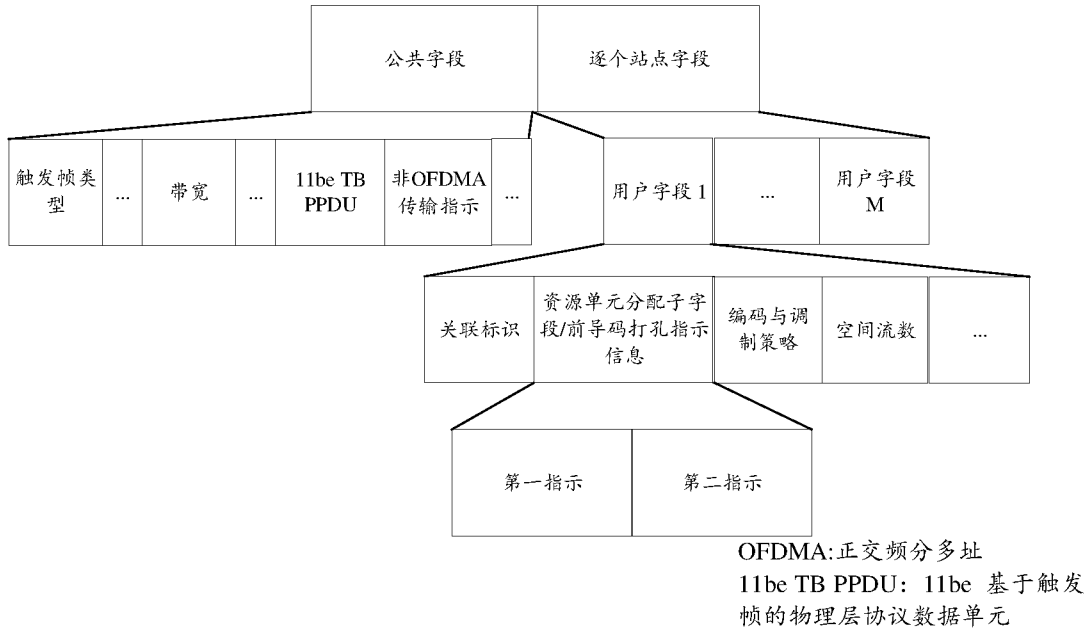 公共字段
逐个站点字段
触发帧类
型
...
带宽
...
11be TB
PPDU
非OFDMA
传输指示
...
用户字段 1
...
用户字段
M
关联标识
资源单元分配子字
段/前导码打孔指示
信息
编码与调
制策略
空间流数
...
第一指示
第二指示
OFDMA:正交频分多址
11be TB PPDU: 11be 基于触发
帧的物理层协议数据单元